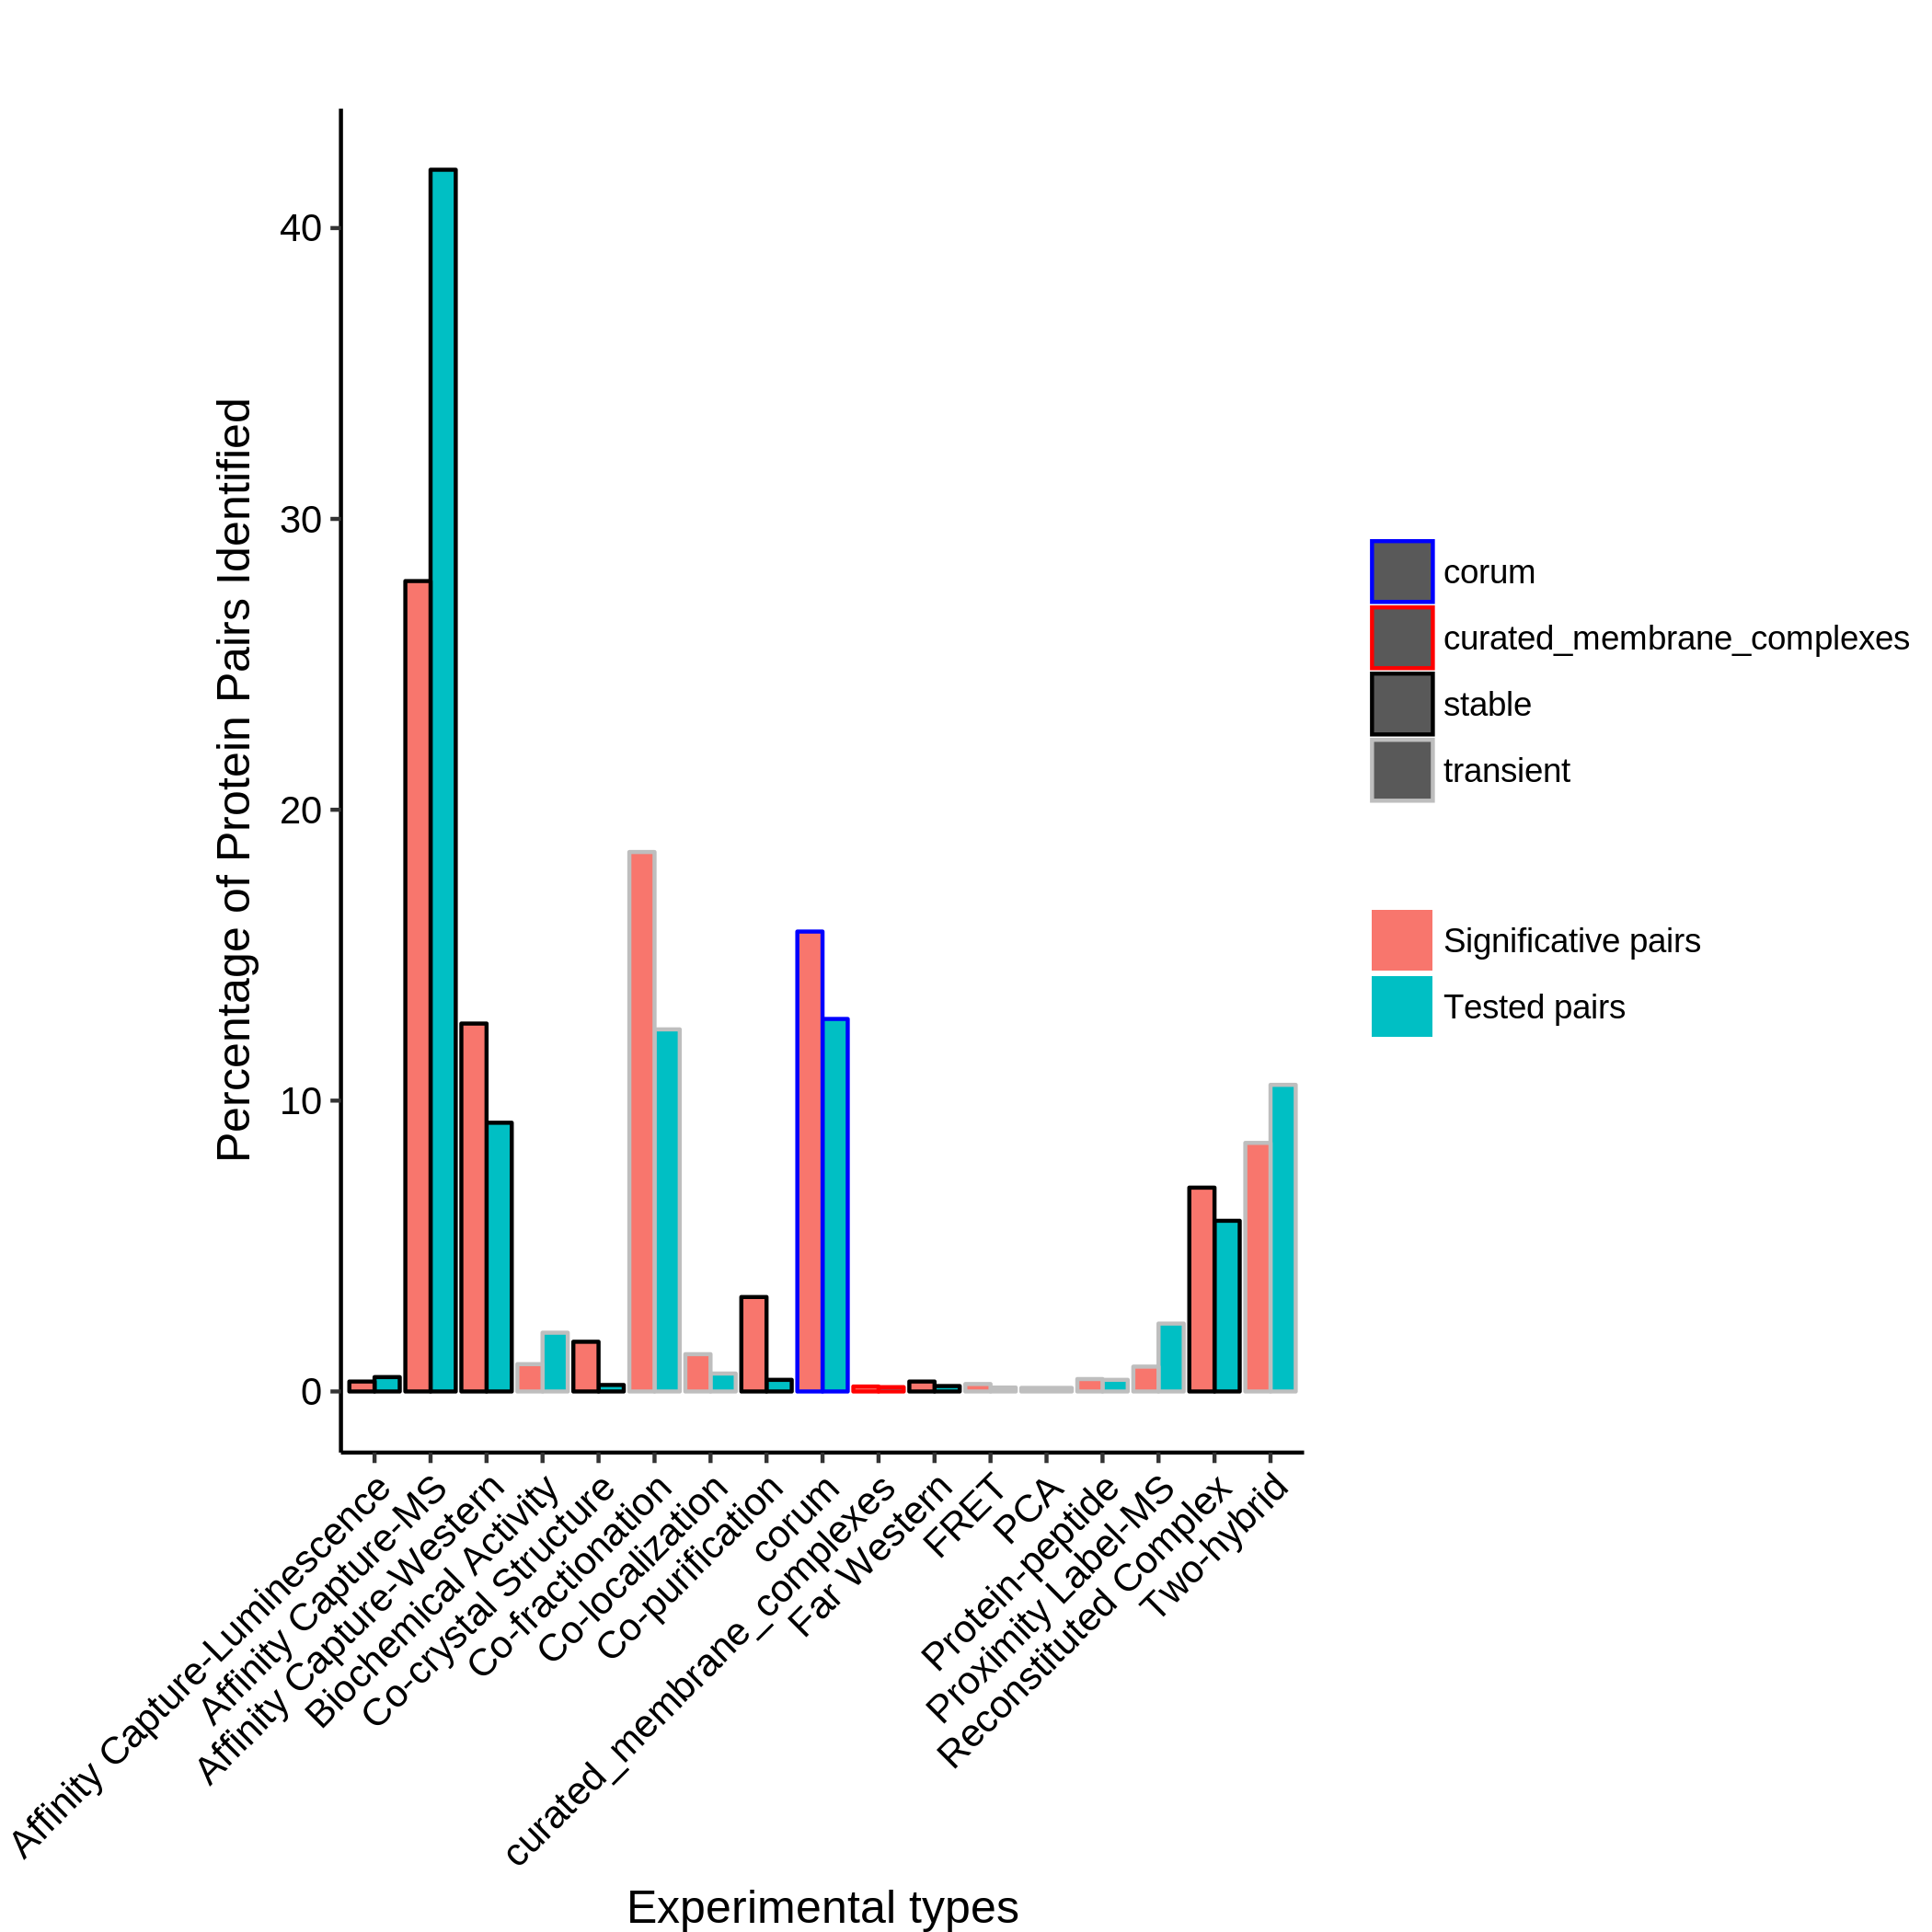 Percentage of Protein Pairs Identified
40
30
20
10
0
Affinity Capture-Luminescence
Affinity Capture-MS
Affinity Capture-Western
Biochemical Activity
Co-crystal Structure
Co-fractionation
Co-localization
Co-purification
corum
curated_membrane_complexes
Far Western
FRET
PCA
Protein-peptide
Proximity Label-MS
Reconstituted Complex
Two-hybrid
Experimental types
corum
curated_membrane_complexes
stable
transient
Significative pairs
Tested pairs